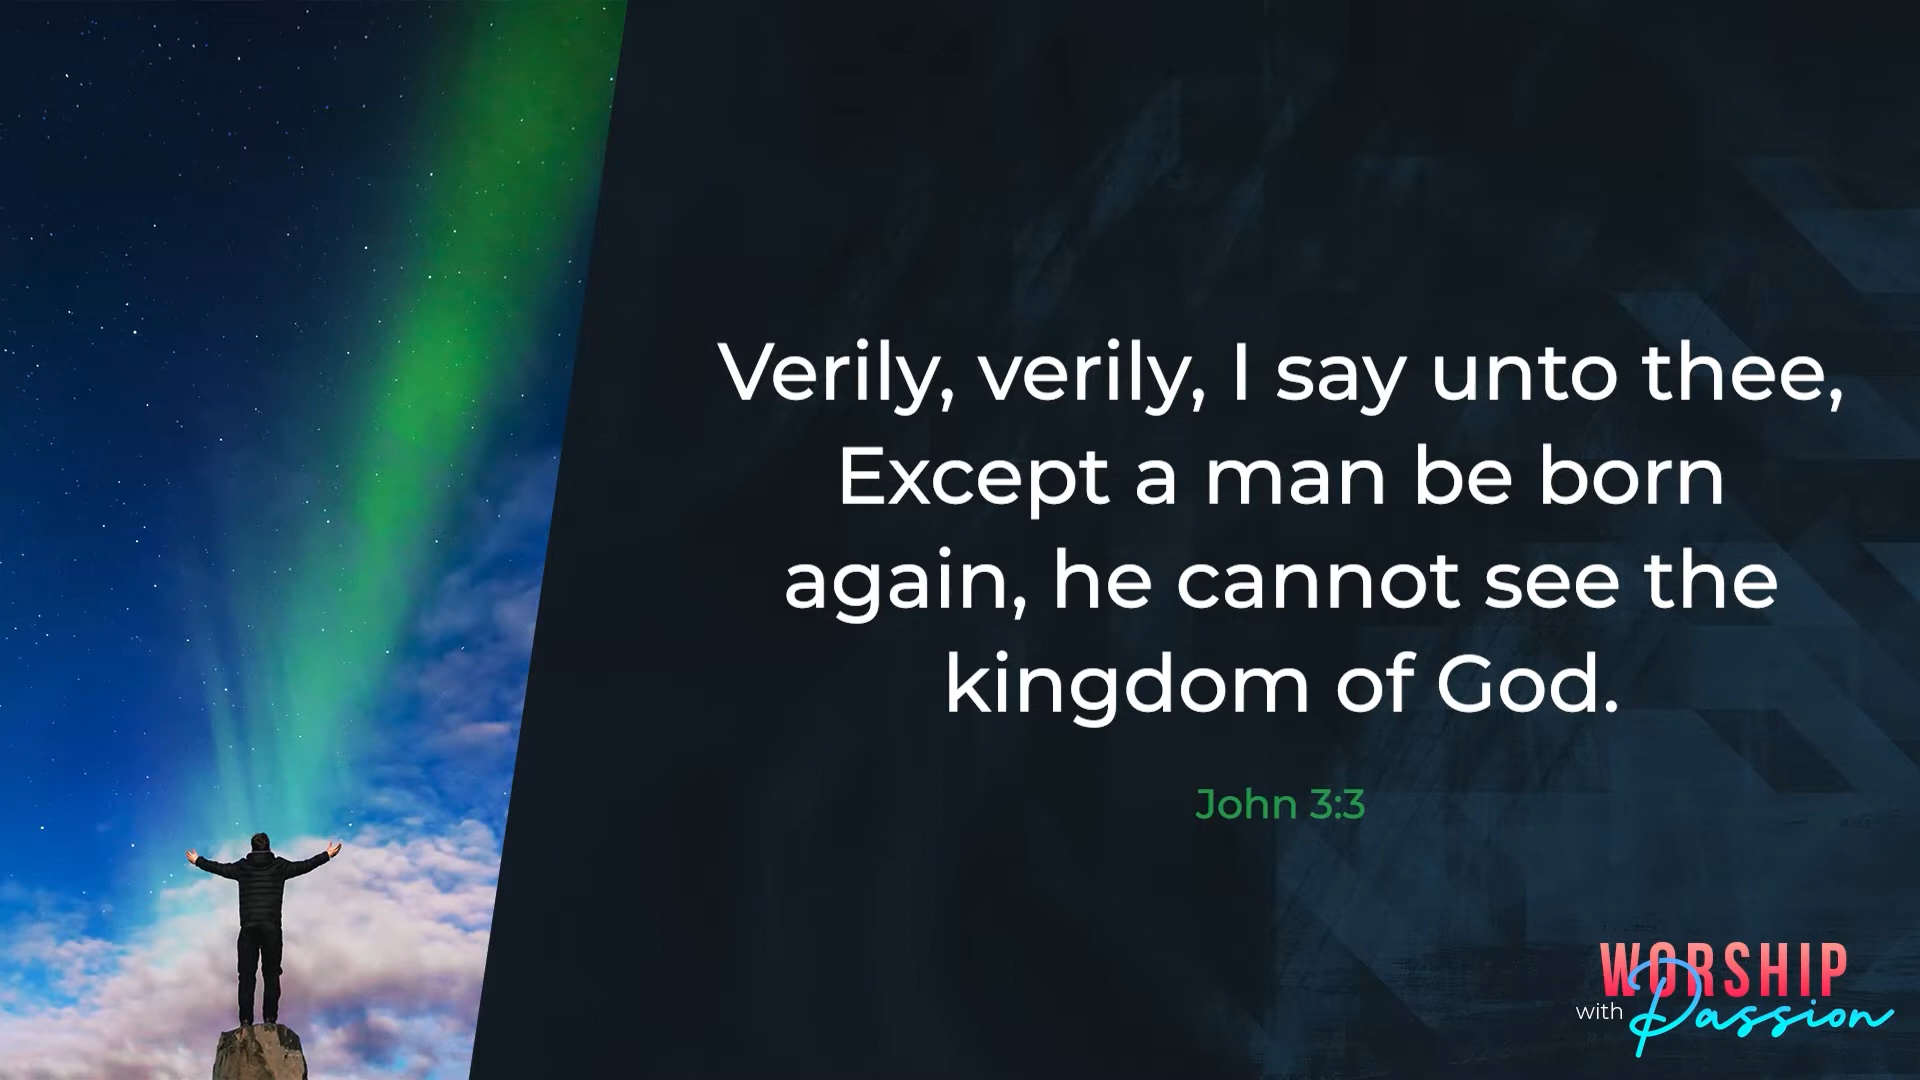 Verily, verily, I say unto thee,
Except a man be born
again, he cannot see the
kingdom of God.
John 3:3
WORSHIP
with Passion